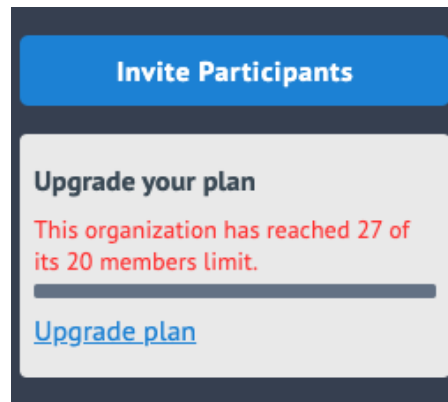 Invite Participants
Upgrade your plan
This organization has reached 27 of
its 20 members limit.
Upgrade plan